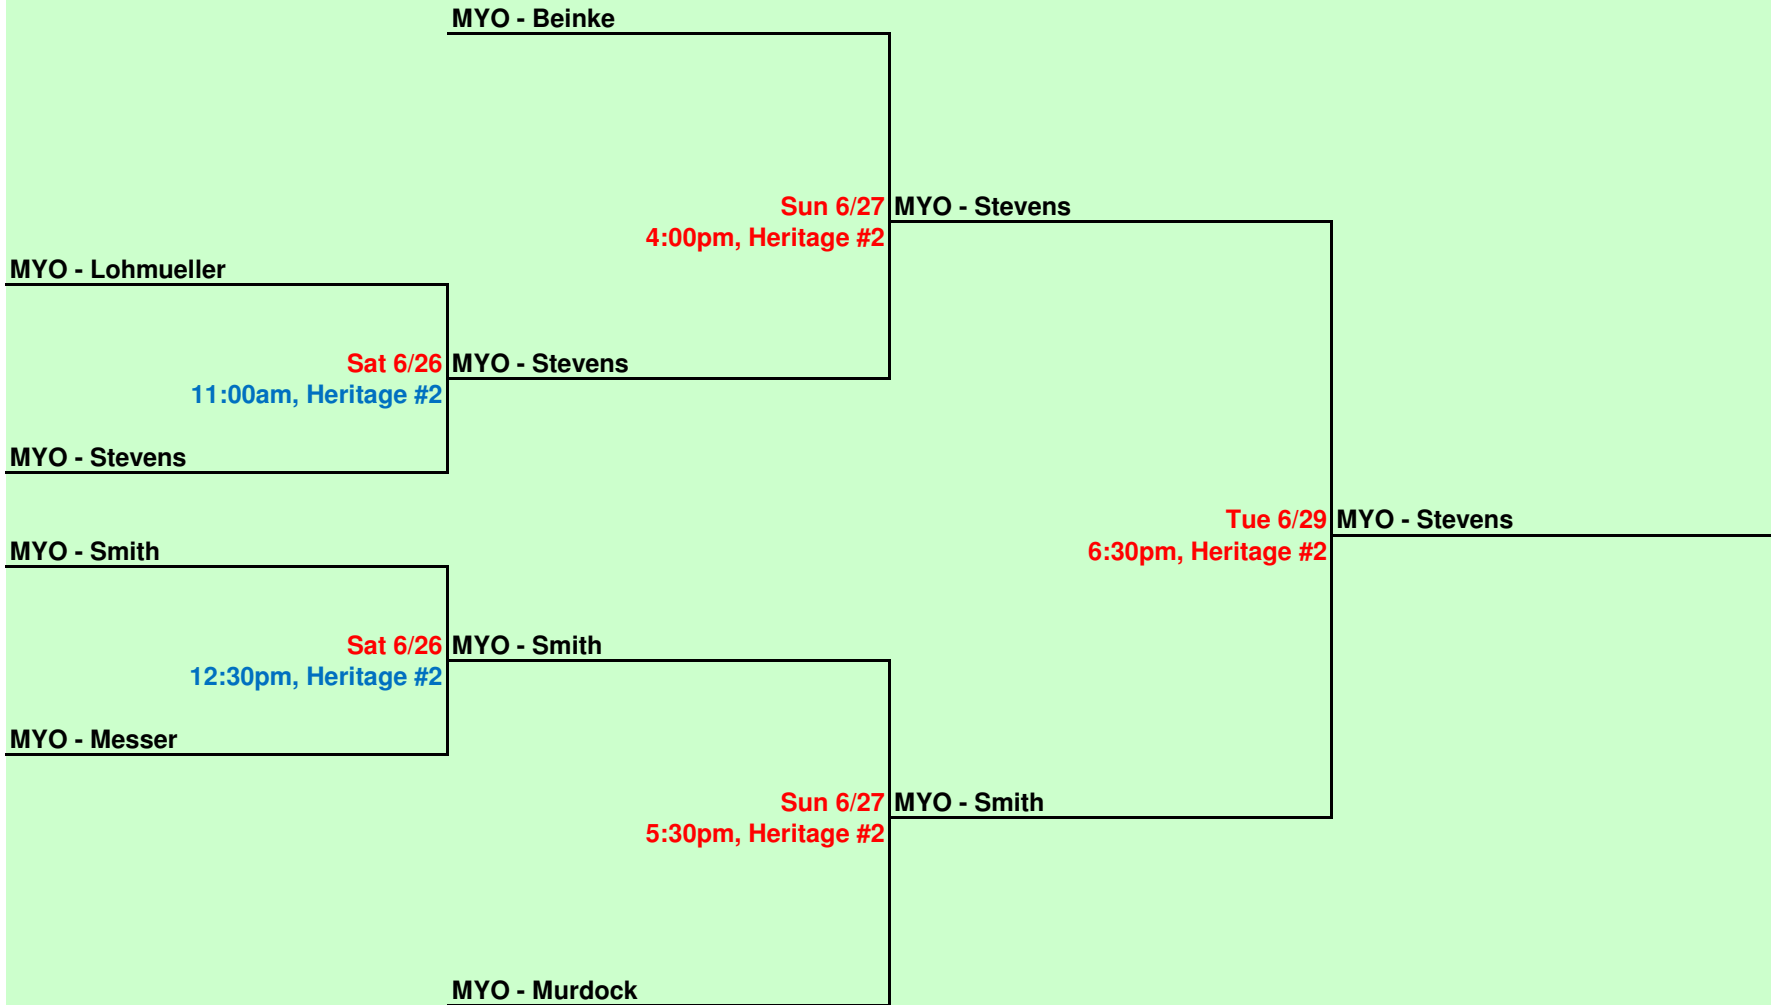 MYO - Beinke
Sun 6/27 MYO - Stevens
4:00pm, Heritage #2
MYO - Lohmueller
Sat 6/26 MYO - Stevens
11:00am, Heritage #2
MYO - Stevens
Tue 6/29 MYO - Stevens
MYO - Smith
6:30pm, Heritage #2
Sat 6/26 MYO - Smith
12:30pm, Heritage #2
MYO - Messer
Sun 6/27 MYO - Smith
5:30pm, Heritage #2
MYO - Murdock